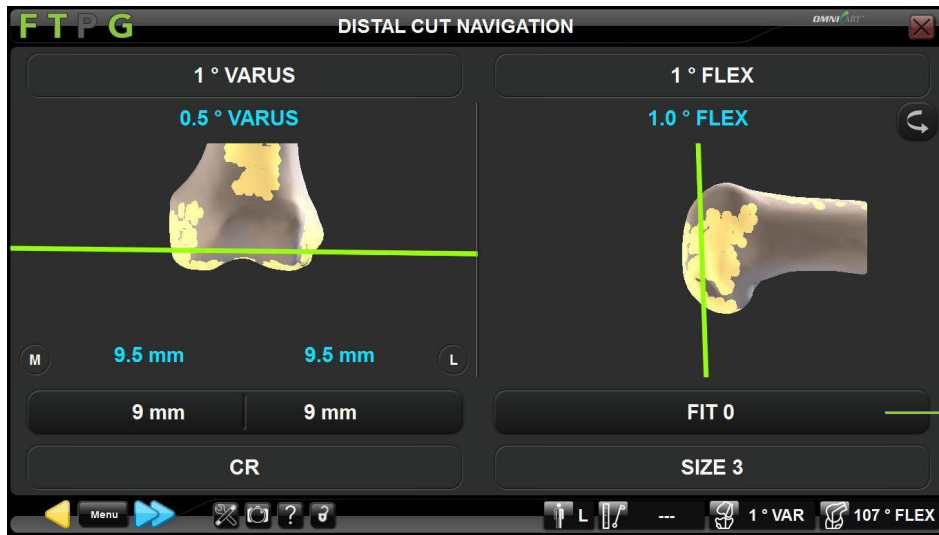 F T P G
DISTAL CUT NAVIGATION
OMNI
1 ° VARUS
1 ° FLEX
0.5 ° VARUS
1.0 ° FLEX
M
9.5 mm
9.5 mm
L
9 mm
9 mm
FIT 0
CR
SIZE 3
Menu
?
L
---
1 ° VAR
107 ° FLEX